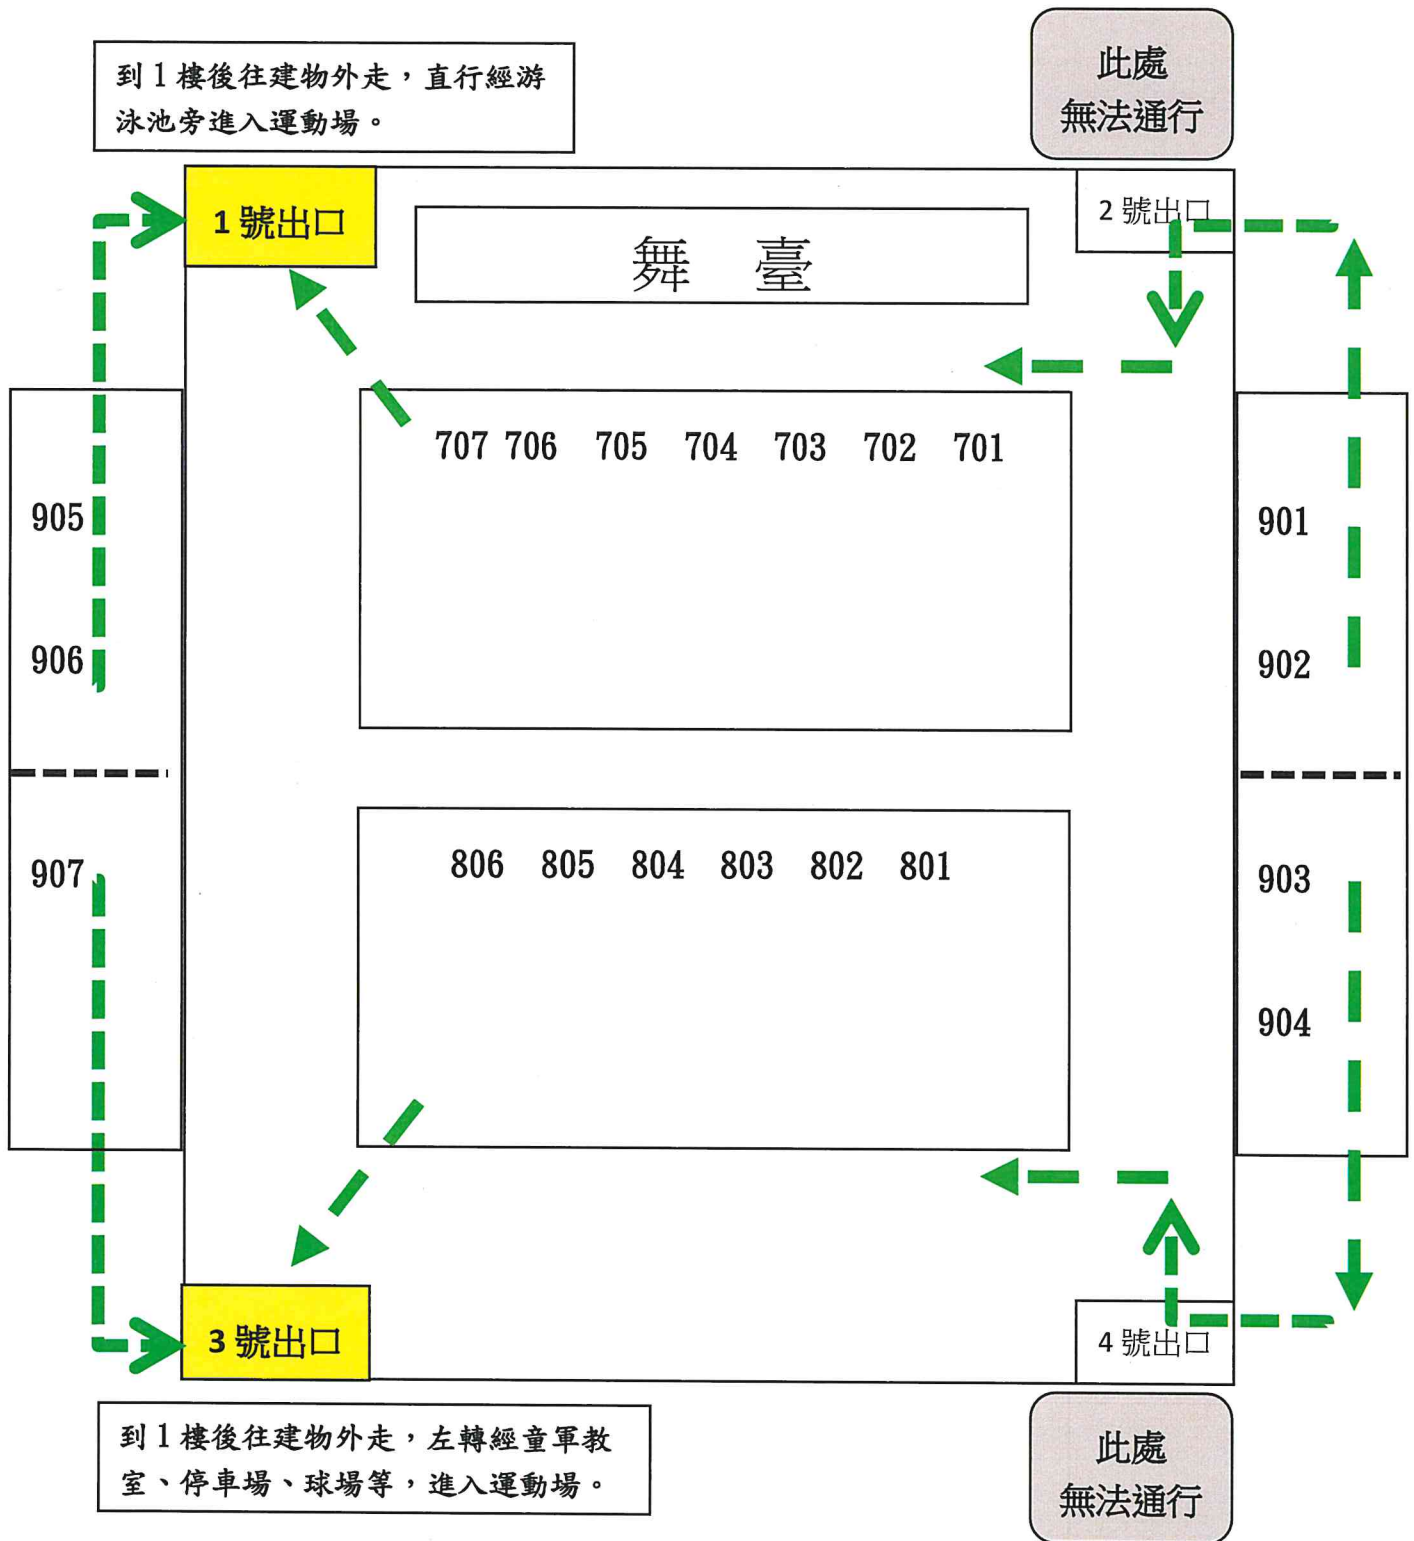 到1樓後往建物外走，直行經游
泳池旁進入運動場。
此處
無法通行
1 號出口
舞 臺
2 號出口
707 706 705 704 703 702 701
905
901
906
902
806 805 804 803 802 801
907
903
904
3 號出口
4 號出口
到1樓後往建物外走，左轉經童軍教
室、停車場、球場等，進入運動場。
此處
無法通行